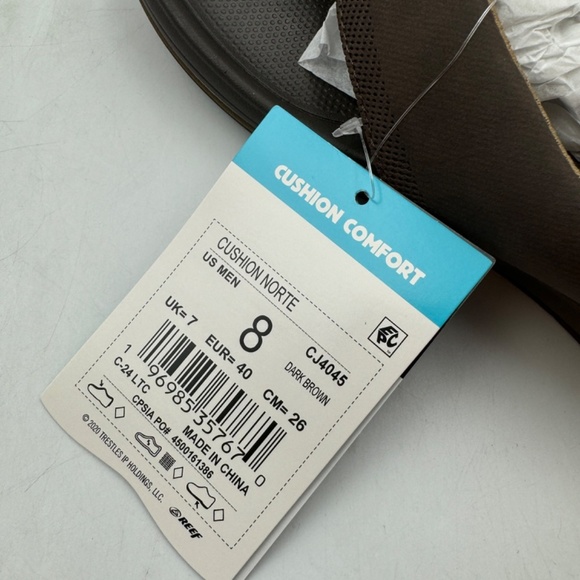 CUSHION COMFORT
CUSHION NORTE
US MEN
8
CJ4045
DARK BROWN
UK= 7 EUR= 40 CM= 26
1 96985 35767 0
C-24 LTC
CPSIA PO# 4500161386
MADE IN CHINA
© 2020 TRESTLES IP HOLDINGS, LLC.
REEF